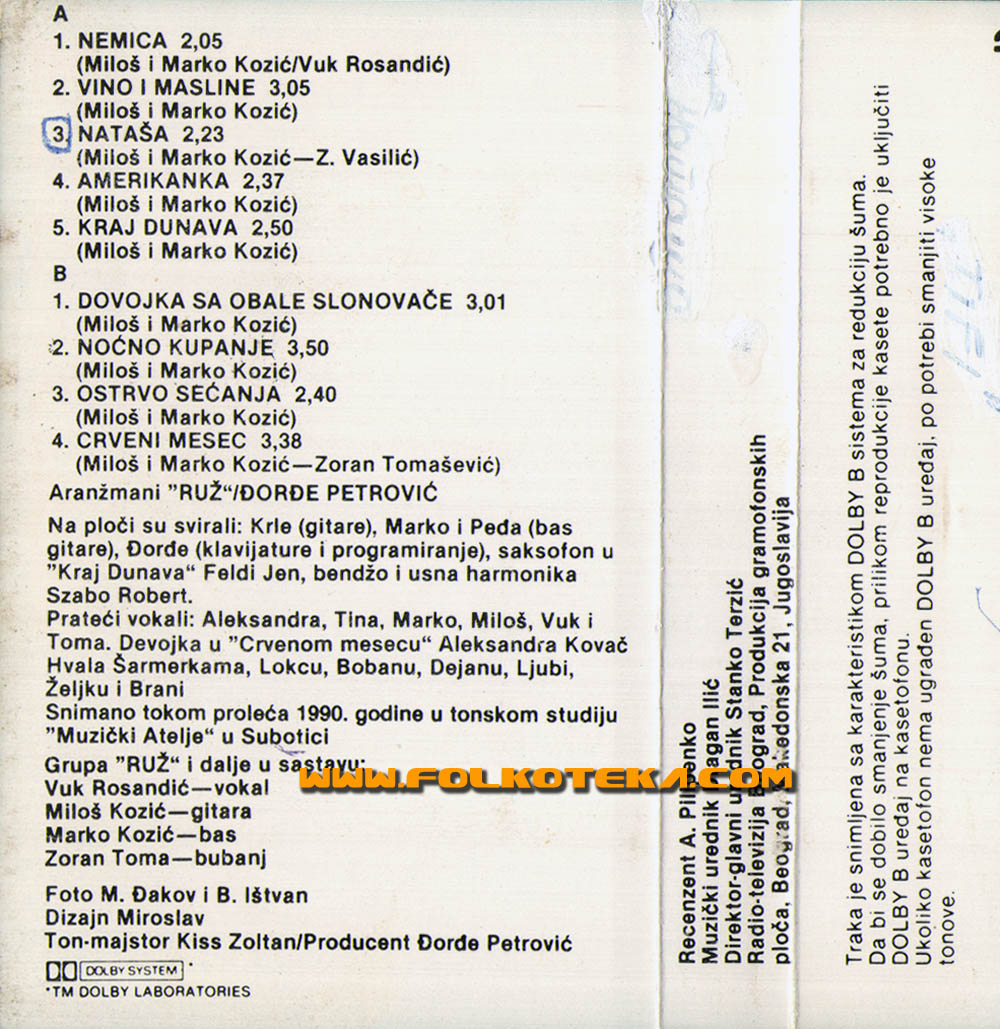 A
1. NEMICA 2,05
(Miloš i Marko Kozić/Vuk Rosandić)
2. VINO I MASLINE 3,05
(Miloš i Marko Kozić)
3. NATAŠA 2,23
(Miloš i Marko Kozić—Z. Vasilić)
4. AMERIKANKA 2,37
(Miloš i Marko Kozić)
5. KRAJ DUNAVA 2,50
(Miloš i Marko Kozić)
B
1. DOVOJKA SA OBALE SLONOVAČE 3,01
(Miloš i Marko Kozić)
2. NOĆNO KUPANJE 3,50
(Miloš i Marko Kozić)
3. OSTRVO SEĆANJA 2,40
(Miloš i Marko Kozić)
4. CRVENI MESEC 3,38
(Miloš i Marko Kozić—Zoran Tomašević)
Aranžmani ”RUŽ“/ĐORĐE PETROVIĆ
Na ploči su svirali: Krle (gitare), Marko i Peđa (bas
gitare), Đorđe (klavijature i programiranje), saksofon u
”Kraj Dunava“ Feldi Jen, bendžo i usna harmonika
Szabo Robert.
Prateći vokali: Aleksandra, Tina, Marko, Miloš, Vuk i
Toma. Devojka u ”Crvenom mesecu“ Aleksandra Kovač
Hvala Šarmerkama, Lokcu, Bobanu, Dejanu, Ljubi,
Željku i Brani
Snimano tokom proleća 1990. godine u tonskom studiju
”Muzički Atelje“ u Subotici
Grupa ”RUŽ“ i dalje u sastavu:
Vuk Rosandić—vokal
Miloš Kozić—gitara
Marko Kozić—bas
Zoran Toma—bubanj
Foto M. Đakov i B. Ištvan
Dizajn Miroslav
Ton-majstor Kiss Zoltan/Producent Đorđe Petrović
DOLBY SYSTEM
*TM DOLBY LABORATORIES
WWW.FOLKOTEKA.COM
Recenzent A. Pilipenko
Muzički urednik Dragan Ilić
Direktor-glavni urednik Stanko Terzić
Radio-televizija Beograd, Produkcija gramofonskih
ploča, Beograd, Makedonska 21, Jugoslavija
Traka je snimljena sa karakteristikom DOLBY B sistema za redukciju šuma.
Da bi se dobilo smanjenje šuma, prilikom reprodukcije kasete potrebno je uključiti
DOLBY B uređaj na kasetofonu.
Ukoliko kasetofon nema ugrađen DOLBY B uređaj, po potrebi smanjiti visoke
tonove.